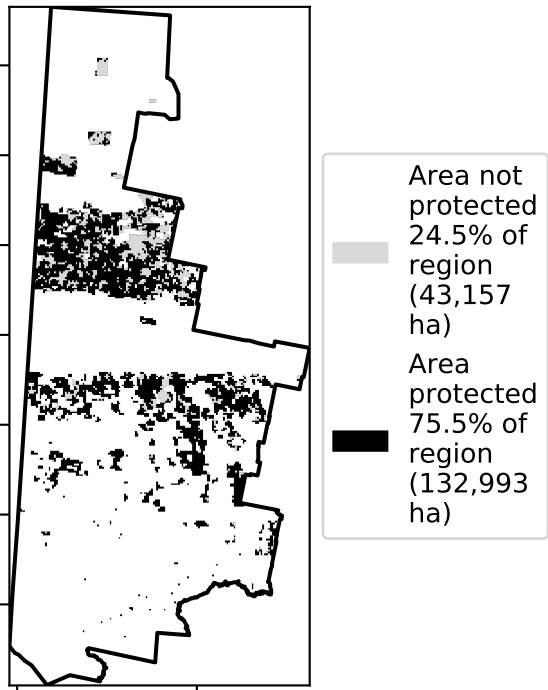 Area not
protected
24.5% of
region
(43,157
ha)
Area
protected
75.5% of
region
(132,993
ha)